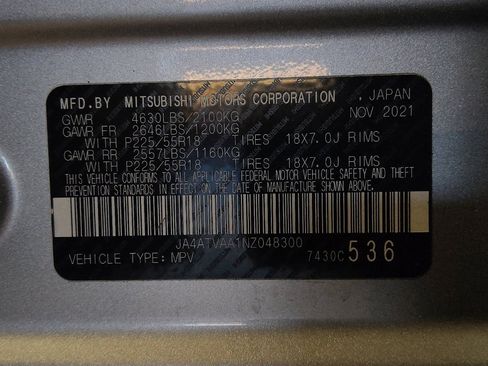 MFD.BY MITSUBISHI MOTORS CORPORATION , JAPAN
GVWR 4630LBS/2100KG NOV 2021
GAWR FR 2646LBS/1200KG
WITH P225/55R18 TIRES 18X7.0J RIMS
GAWR RR 2557LBS/1160KG
WITH P225/55R18 TIRES 18X7.0J RIMS
THIS VEHICLE CONFORMS TO ALL APPLICABLE FEDERAL MOTOR VEHICLE SAFETY, AND THEFT
PREVENTION STANDARDS IN EFFECT ON THE DATE OF MANUFACTURE SHOWN ABOVE.
JA4ATVAA1NZ048300
VEHICLE TYPE:MPV 7430C 536